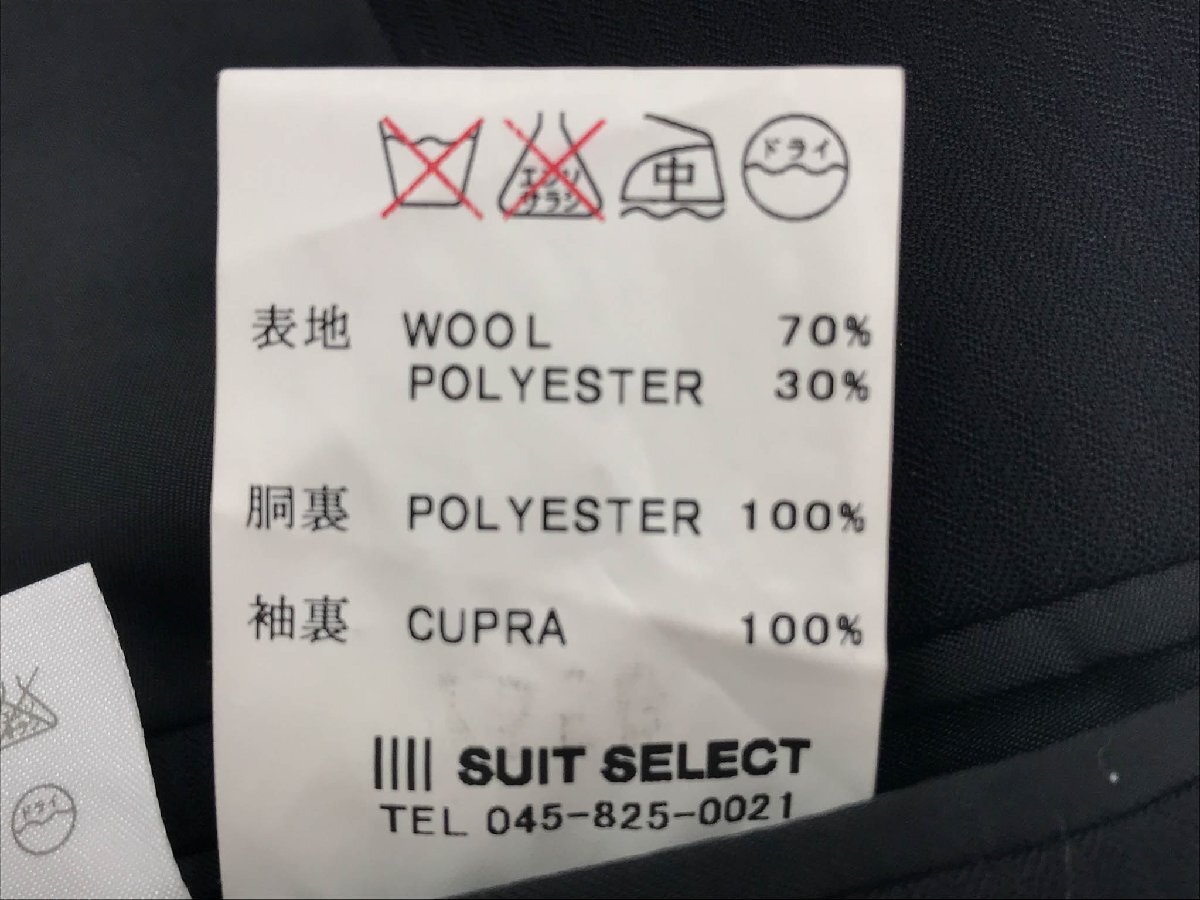 エンソ
サラシ
中
ドライ
表地 WOOL 70%
POLYESTER 30%
胴裏 POLYESTER 100%
袖裏 CUPRA 100%
SUIT SELECT
TEL 045-825-0021
ドライ